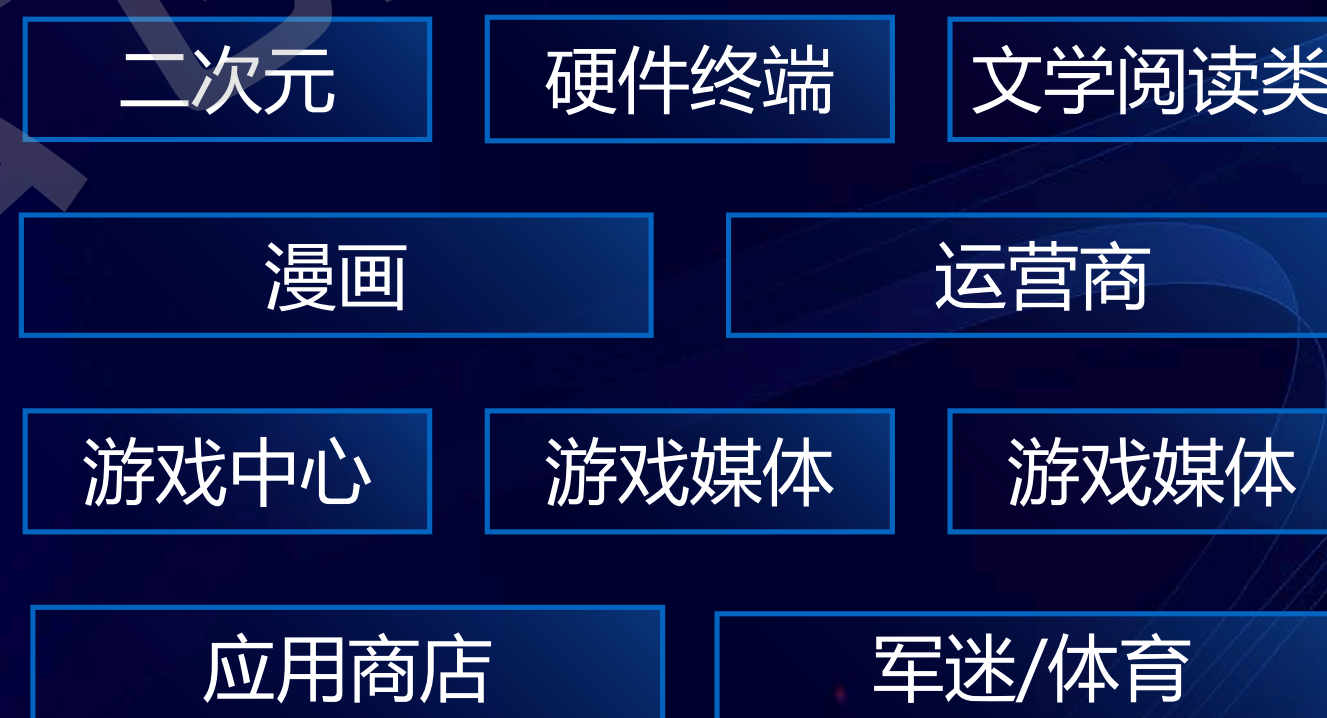 二次元 硬件终端 文学阅读类
漫画 运营商
游戏中心 游戏媒体 游戏媒体
应用商店 军迷/体育